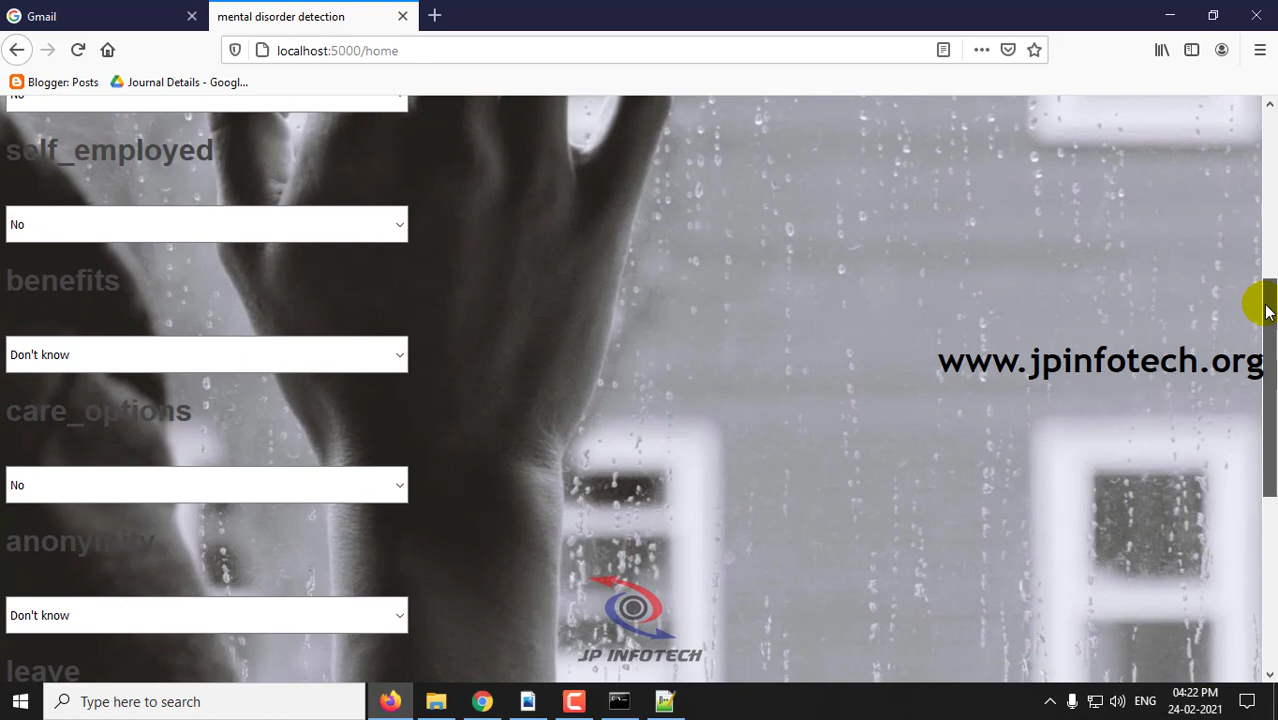 Gmail
mental disorder detection
localhost:5000/home
Blogger: Posts
Journal Details - Googl...
No
self_employed
No
benefits
Don't know
www.jpinfotech.org
care_options
No
anonymity
Don't know
JP INFOTECH
leave
Type here to search
ENG
04:22 PM
24-02-2021